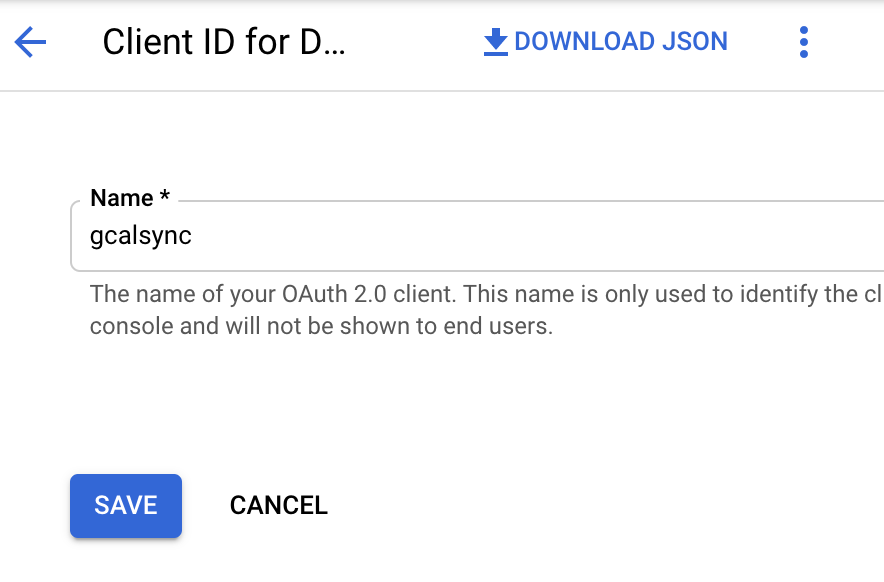 Client ID for D...
DOWNLOAD JSON
Name *
gcalsync
The name of your OAuth 2.0 client. This name is only used to identify the cl
console and will not be shown to end users.
SAVE
CANCEL